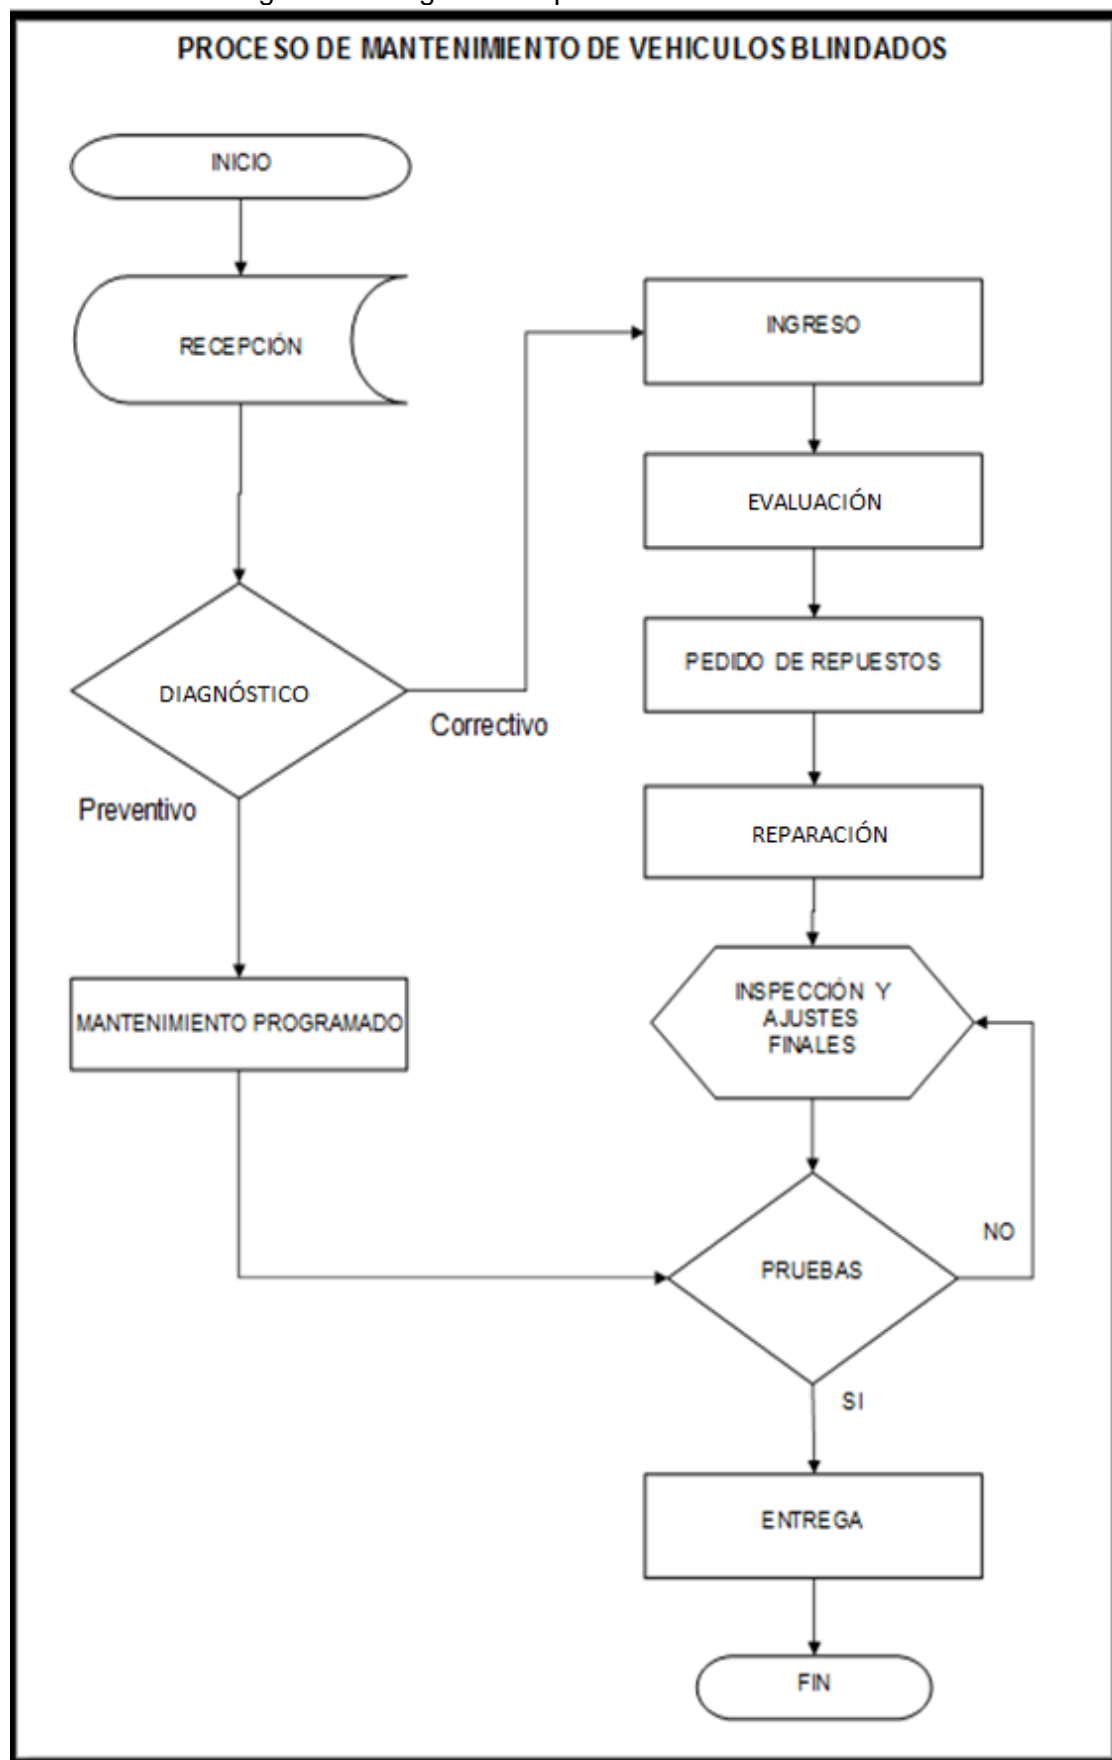 PROCESO DE MANTENIMIENTO DE VEHICULOS BLINDADOS
INICIO
RECEPCIÓN
DIAGNÓSTICO
Correctivo
Preventivo
MANTENIMIENTO PROGRAMADO
INGRESO
EVALUACIÓN
PEDIDO DE REPUESTOS
REPARACIÓN
INSPECCIÓN Y
AJUSTES
FINALES
PRUEBAS
NO
SI
ENTREGA
FIN